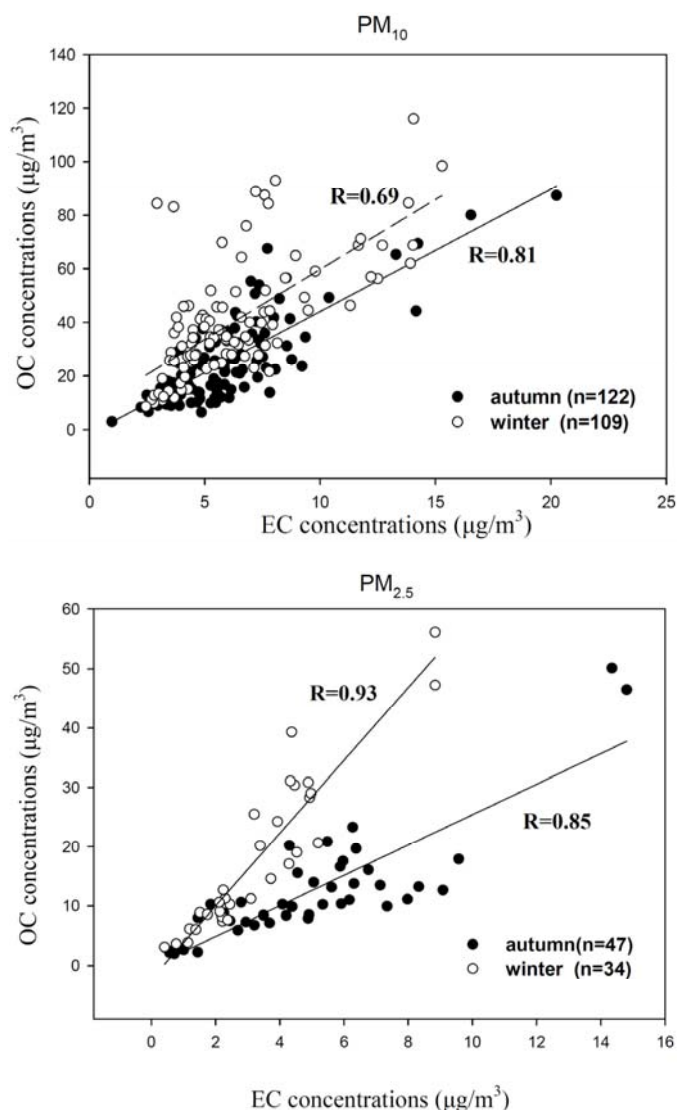 PM₁₀
140
120
100
80
60
40
20
0
OC concentrations (μg/m³)
R=0.69
R=0.81
autumn (n=122)
winter (n=109)
0 5 10 15 20 25
EC concentrations (μg/m³)
PM₂.₅
60
50
40
30
20
10
0
OC concentrations (μg/m³)
R=0.93
R=0.85
autumn(n=47)
winter (n=34)
0 2 4 6 8 10 12 14 16
EC concentrations (μg/m³)